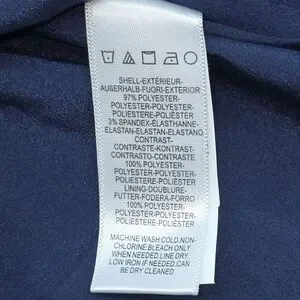 SHELL-EXTÉRIEUR-
AUßERHALB-FUORI-EXTERIOR
97% POLYESTER-
POLYESTER-POLYESTER-
POLIESTERE-POLIÉSTER
3% SPANDEX-ÉLASTHANNE-
ELASTAN-ELASTAN-ELASTANO
CONTRAST-
CONTRASTE-KONTRAST-
CONTRASTO-CONTRASTE
100% POLYESTER-
POLYESTER-POLYESTER-
POLIESTERE-POLIÉSTER
LINING-DOUBLURE-
FUTTER-FODERA-FORRO
100% POLYESTER-
POLYESTER-POLYESTER-
POLIESTERE-POLIÉSTER
MACHINE WASH COLD.NON-
CHLORINE BLEACH ONLY
WHEN NEEDED.LINE DRY
LOW IRON IF NEEDED.CAN
BE DRY CLEANED